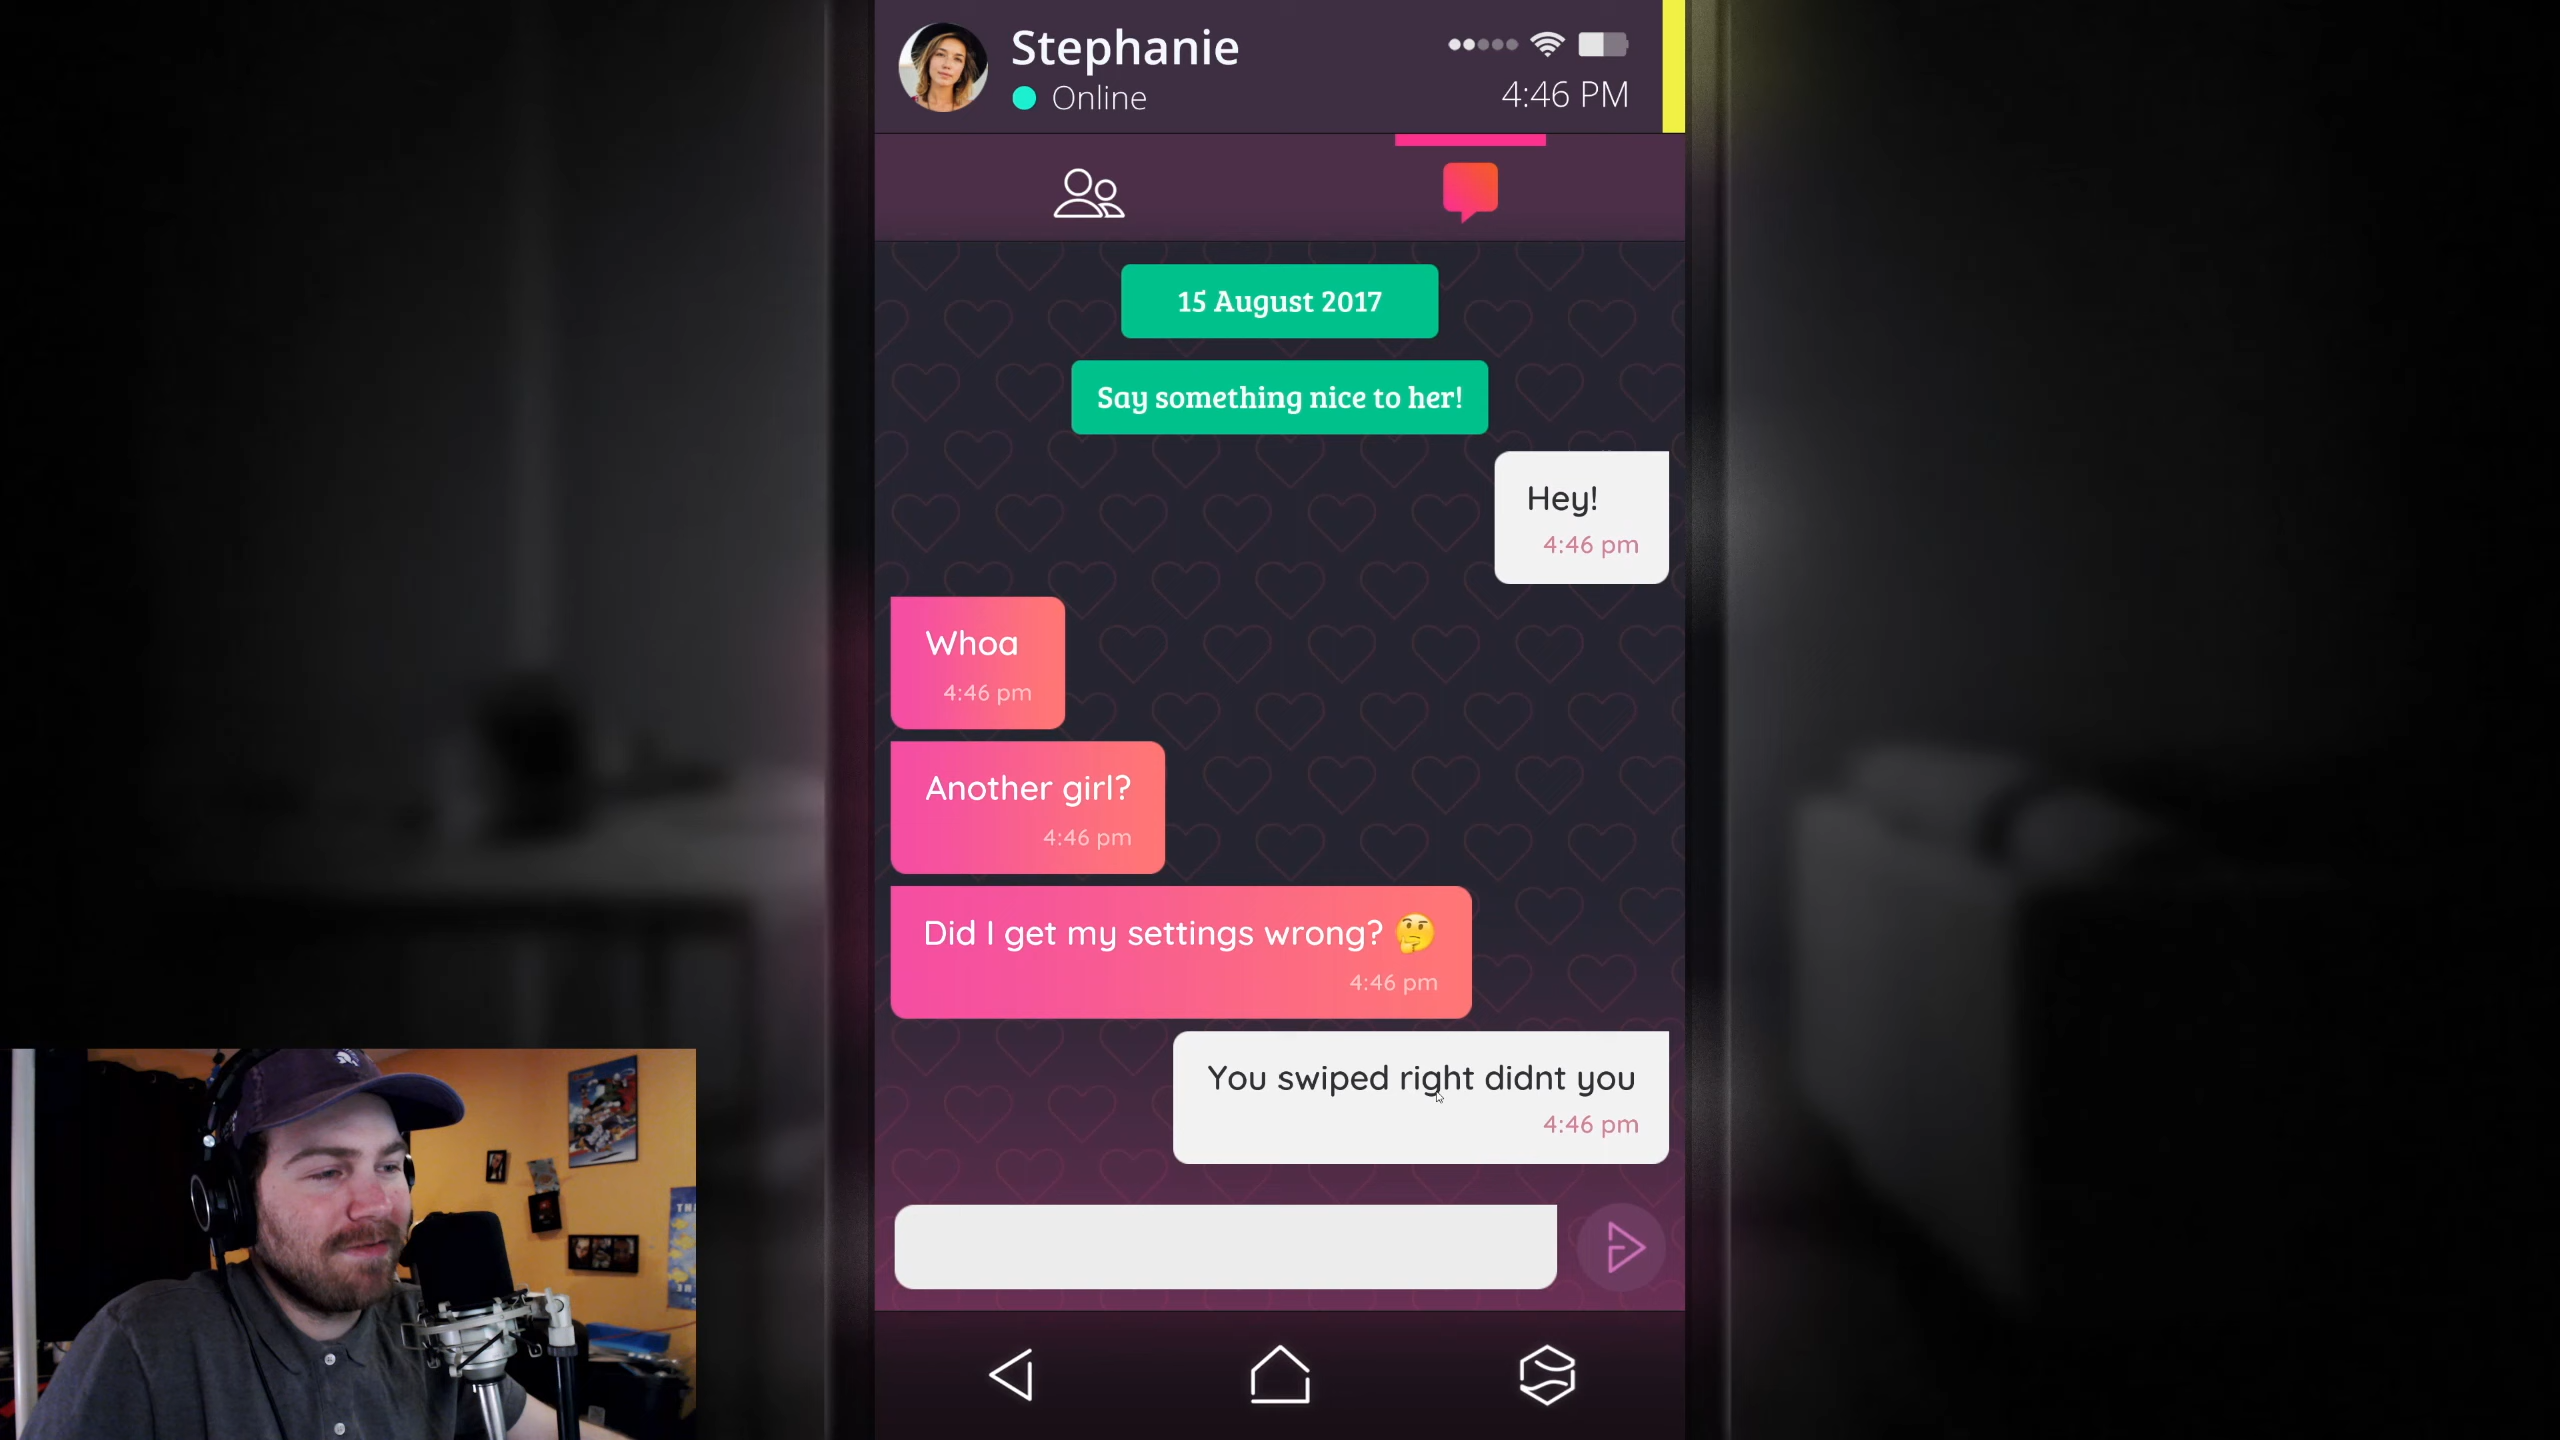 Stephanie
Online
4:46 PM
15 August 2017
Say something nice to her!
Hey!
4:46 pm
Whoa
4:46 pm
Another girl?
4:46 pm
Did I get my settings wrong? 🤔
4:46 pm
You swiped right didnt you
4:46 pm